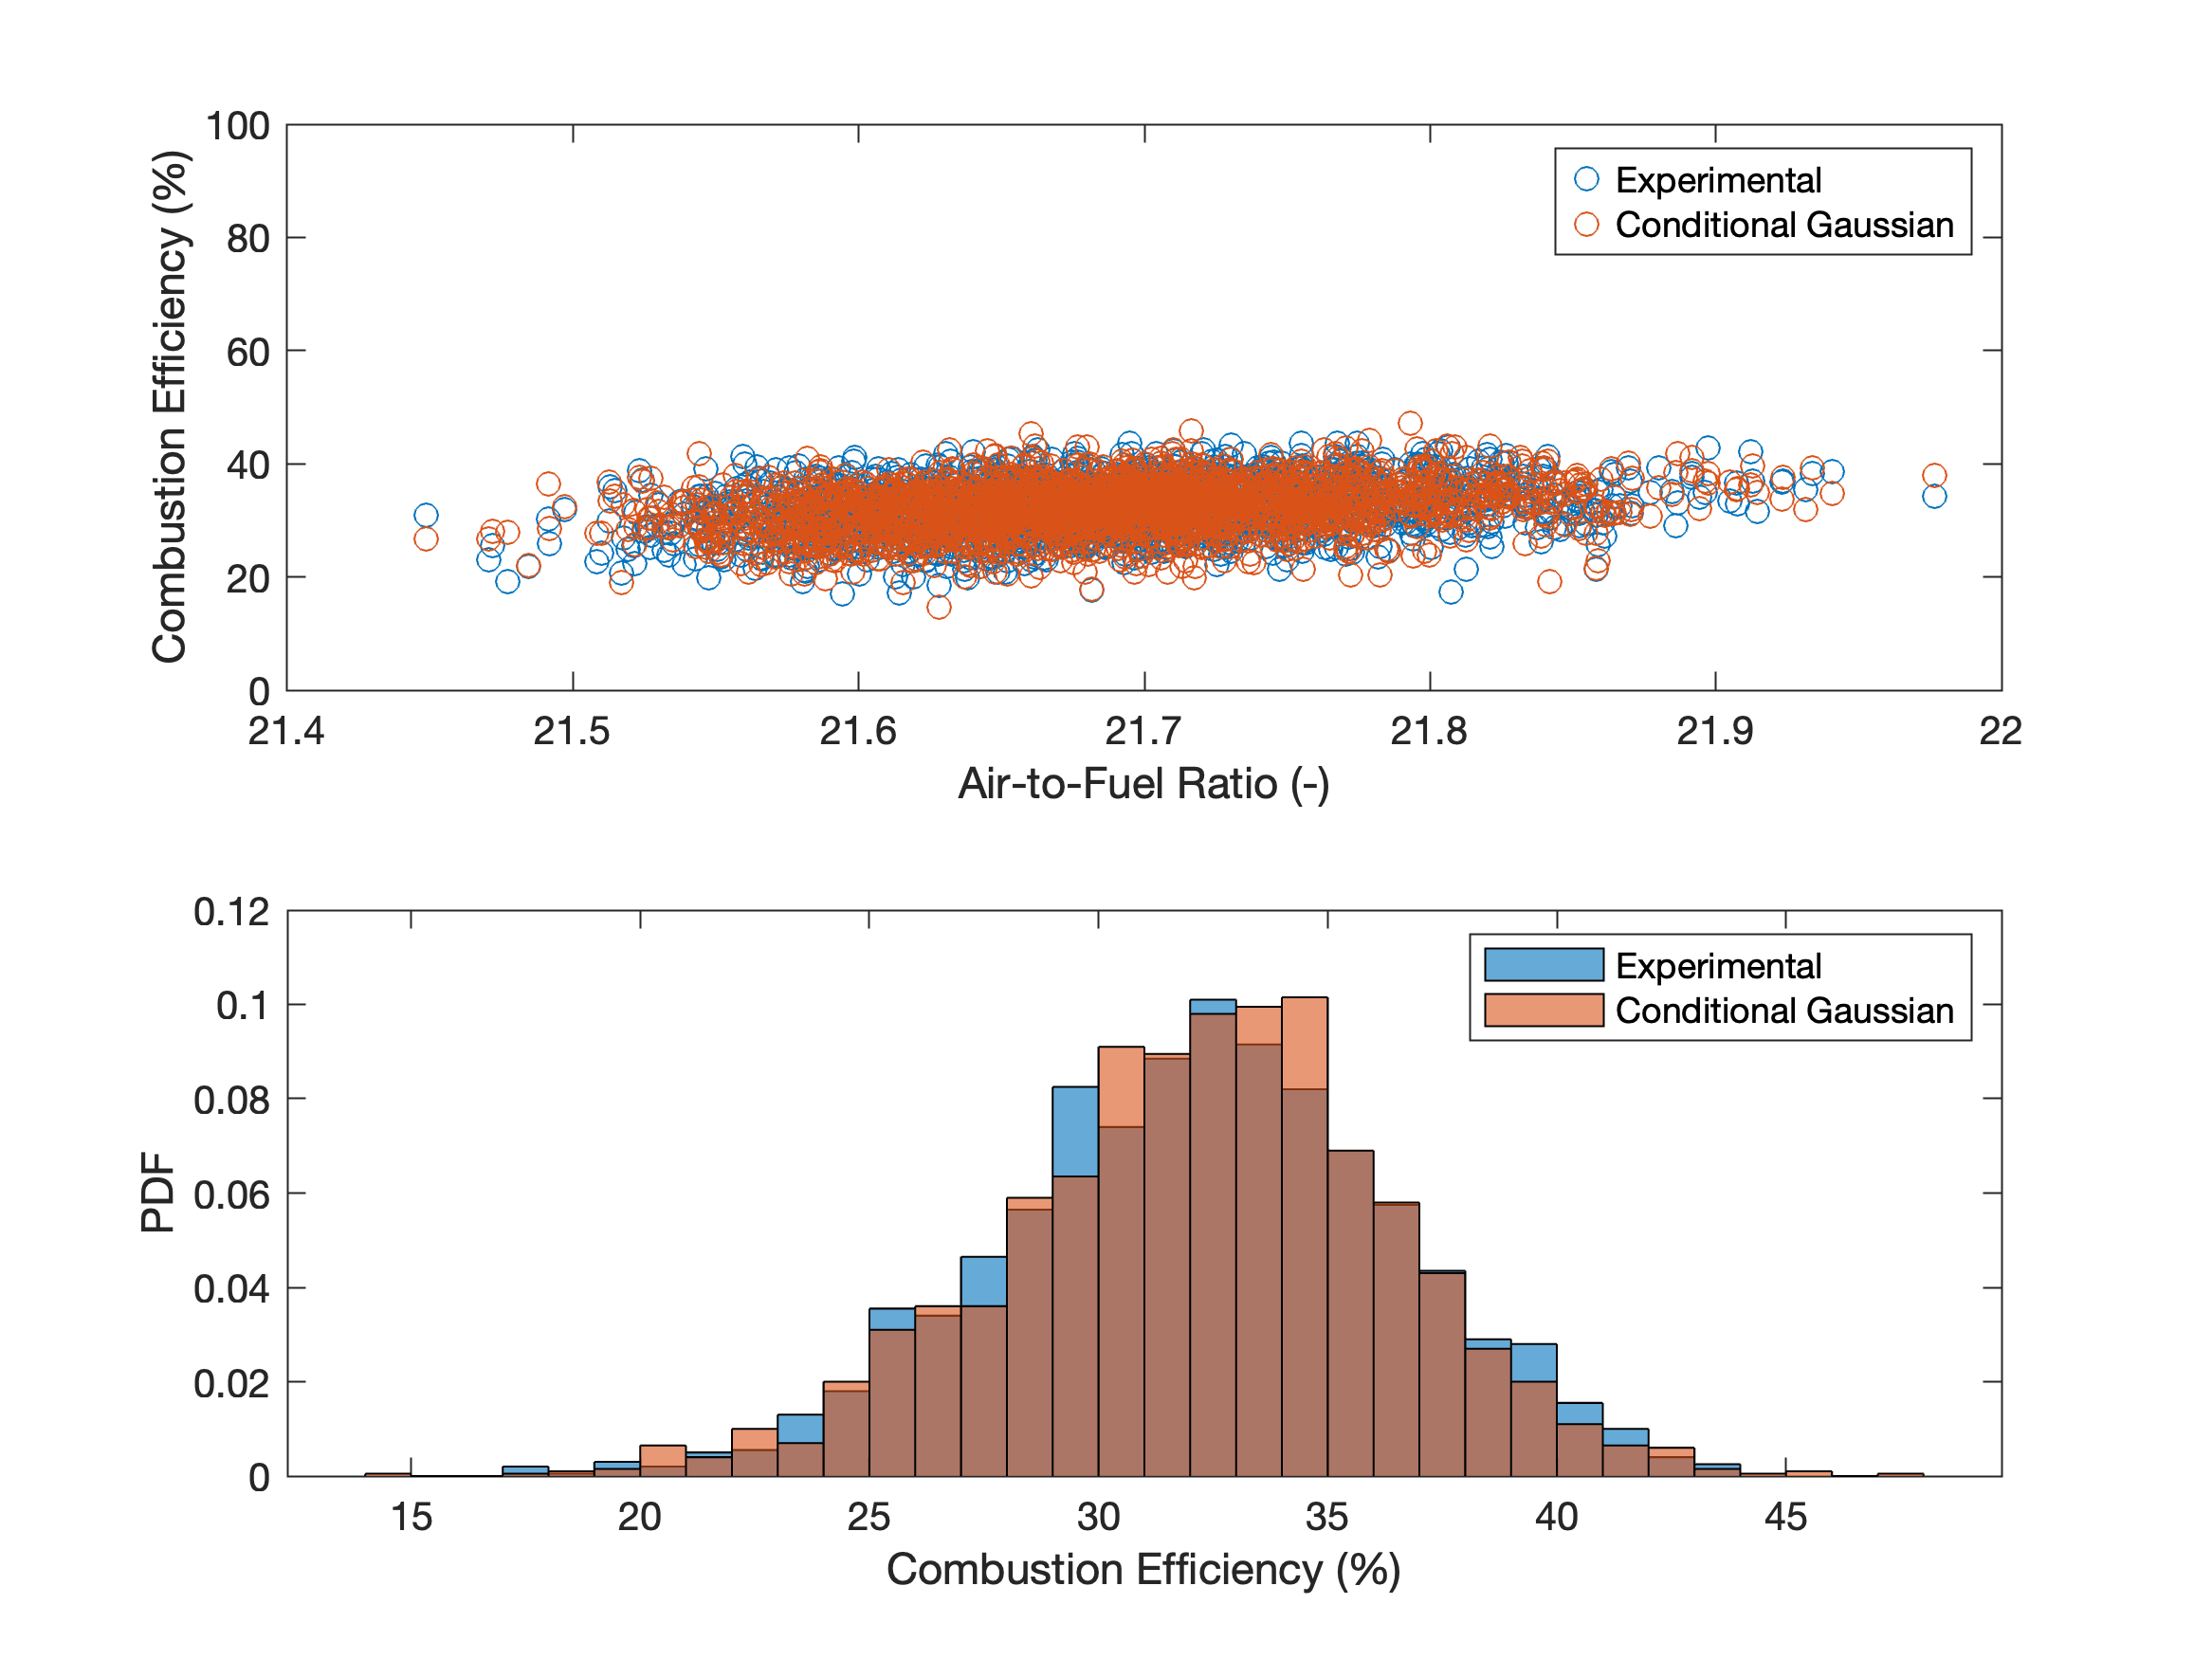 100
80
60
40
20
0
Combustion Efficiency (%)
Experimental
Conditional Gaussian
21.4 21.5 21.6 21.7 21.8 21.9 22
Air-to-Fuel Ratio (-)
0.12
0.1
0.08
0.06
0.04
0.02
0
PDF
Experimental
Conditional Gaussian
15 20 25 30 35 40 45
Combustion Efficiency (%)